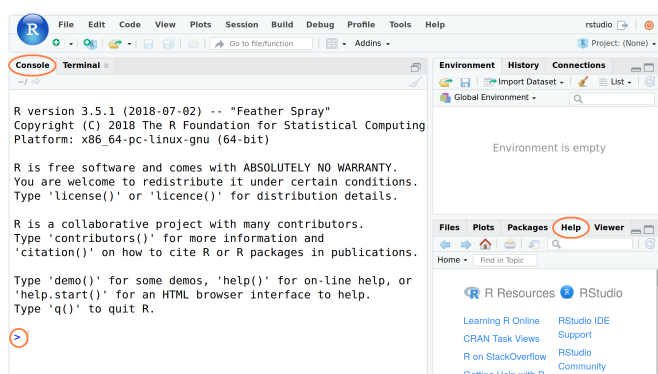 R File Edit Code View Plots Session Build Debug Profile Tools Help rstudio
Go to file/function Addins Project: (None)
Console Terminal
~/
R version 3.5.1 (2018-07-02) -- "Feather Spray"
Copyright (C) 2018 The R Foundation for Statistical Computing
Platform: x86_64-pc-linux-gnu (64-bit)
R is free software and comes with ABSOLUTELY NO WARRANTY.
You are welcome to redistribute it under certain conditions.
Type 'license()' or 'licence()' for distribution details.
R is a collaborative project with many contributors.
Type 'contributors()' for more information and
'citation()' on how to cite R or R packages in publications.
Type 'demo()' for some demos, 'help()' for on-line help, or
'help.start()' for an HTML browser interface to help.
Type 'q()' to quit R.
>
Environment History Connections
Import Dataset List
Global Environment
Environment is empty
Files Plots Packages Help Viewer
Home Find in Topic
R R Resources R RStudio
Learning R Online RStudio IDE
Support
CRAN Task Views
R on StackOverflow RStudio
Community
Getting Help with R